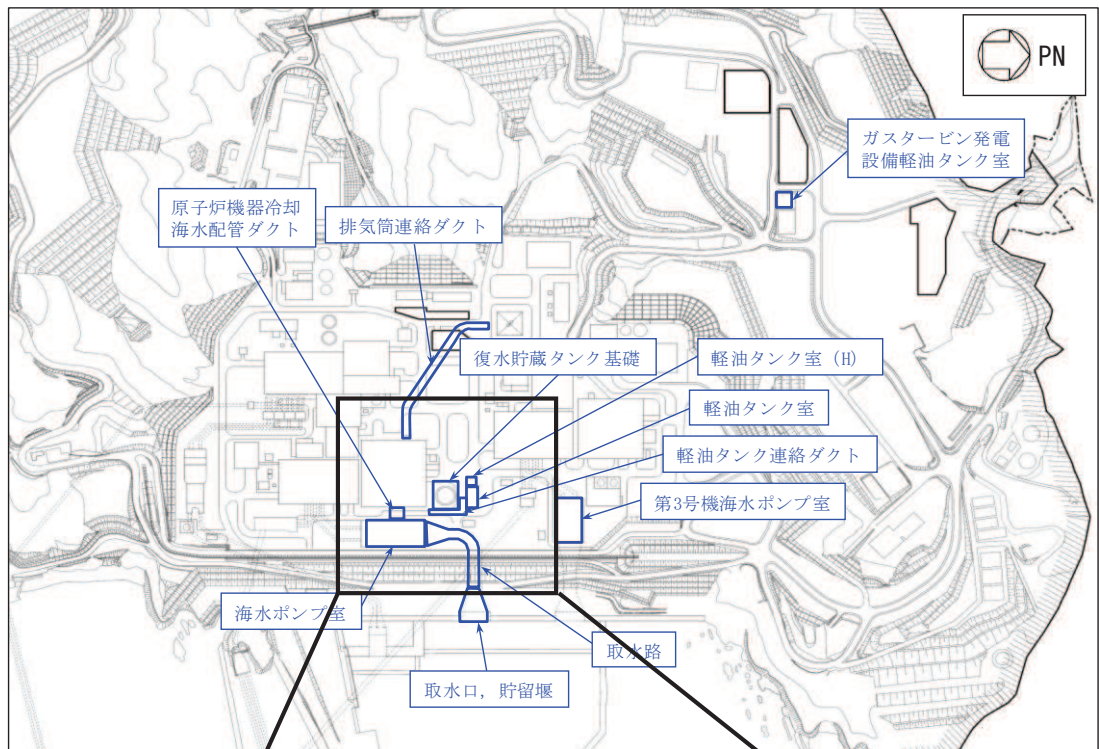 PN
ガスタービン発電
設備軽油タンク室
原子炉機器冷却
海水配管ダクト
排気筒連絡ダクト
復水貯蔵タンク基礎
軽油タンク室(H)
軽油タンク室
軽油タンク連絡ダクト
第3号機海水ポンプ室
海水ポンプ室
取水路
取水口，貯留堰